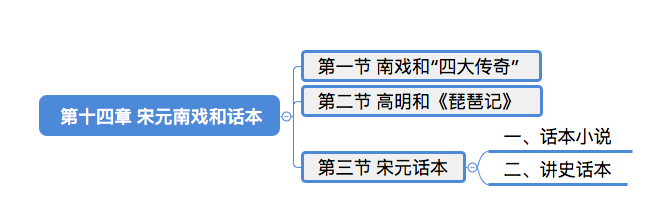 第十四章 宋元南戏和话本
第一节 南戏和“四大传奇”
第二节 高明和《琵琶记》
第三节 宋元话本
一、话本小说
二、讲史话本